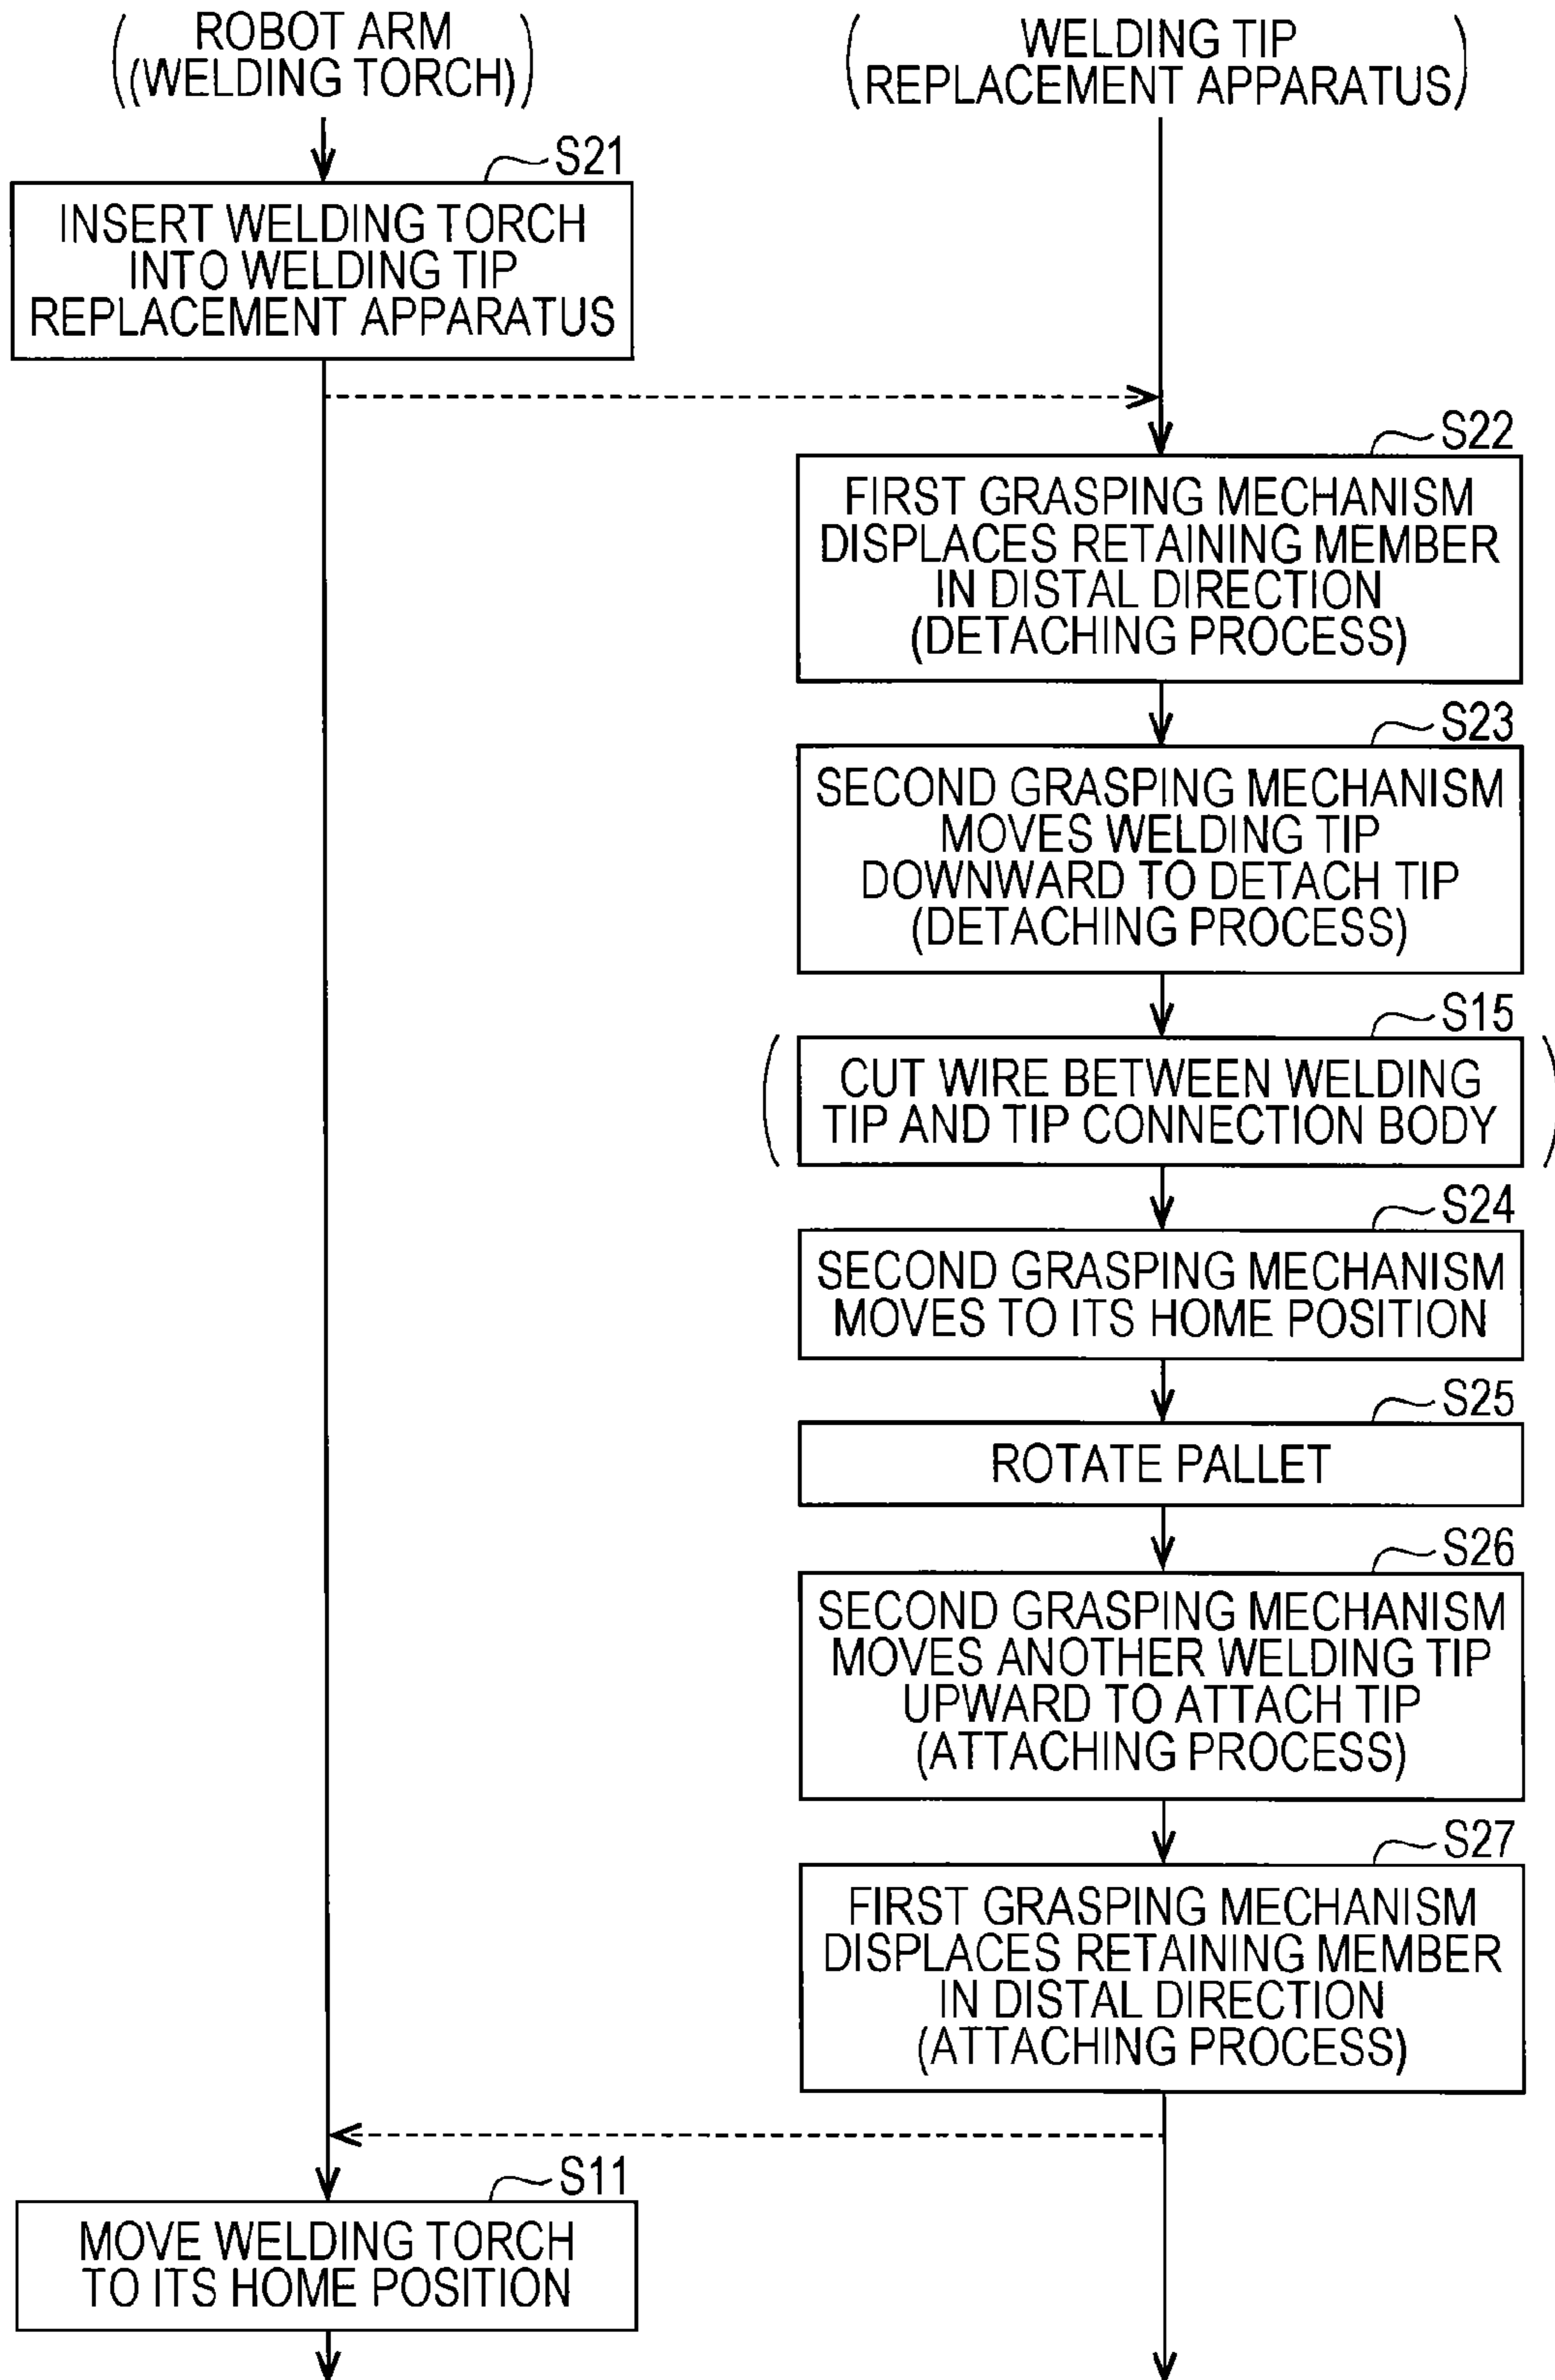 (ROBOT ARM
(WELDING TORCH))
(WELDING TIP
REPLACEMENT APPARATUS)
S21
INSERT WELDING TORCH
INTO WELDING TIP
REPLACEMENT APPARATUS
S22
FIRST GRASPING MECHANISM
DISPLACES RETAINING MEMBER
IN DISTAL DIRECTION
(DETACHING PROCESS)
S23
SECOND GRASPING MECHANISM
MOVES WELDING TIP
DOWNWARD TO DETACH TIP
(DETACHING PROCESS)
S15
(CUT WIRE BETWEEN WELDING
TIP AND TIP CONNECTION BODY)
S24
SECOND GRASPING MECHANISM
MOVES TO ITS HOME POSITION
S25
ROTATE PALLET
S26
SECOND GRASPING MECHANISM
MOVES ANOTHER WELDING TIP
UPWARD TO ATTACH TIP
(ATTACHING PROCESS)
S27
FIRST GRASPING MECHANISM
DISPLACES RETAINING MEMBER
IN DISTAL DIRECTION
(ATTACHING PROCESS)
S11
MOVE WELDING TORCH
TO ITS HOME POSITION